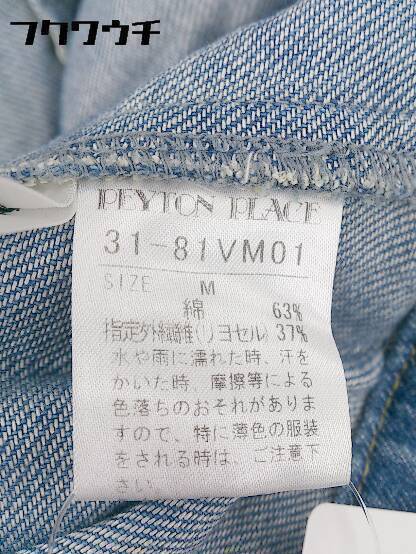 フクワウチ
PEYTON PLACE
31-81VM01
SIZE M
綿 63%
指定外繊維(リヨセル)37%
水や雨に濡れた時、汗を
かいた時、摩擦等による
色落ちのおそれがありま
すので、特に薄色の服装
をされる時は、ご注意下
さい。